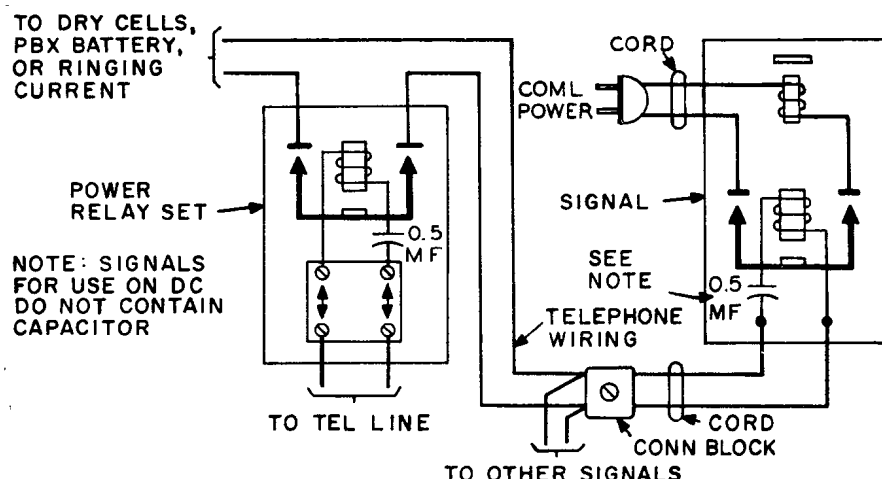 TO DRY CELLS,
PBX BATTERY,
OR RINGING
CURRENT
CORD
COML
POWER
POWER
RELAY SET
SIGNAL
0.5
MF
SEE
NOTE
0.5
MF
NOTE: SIGNALS
FOR USE ON DC
DO NOT CONTAIN
CAPACITOR
TELEPHONE
WIRING
TO TEL LINE
CORD
CONN BLOCK
TO OTHER SIGNALS